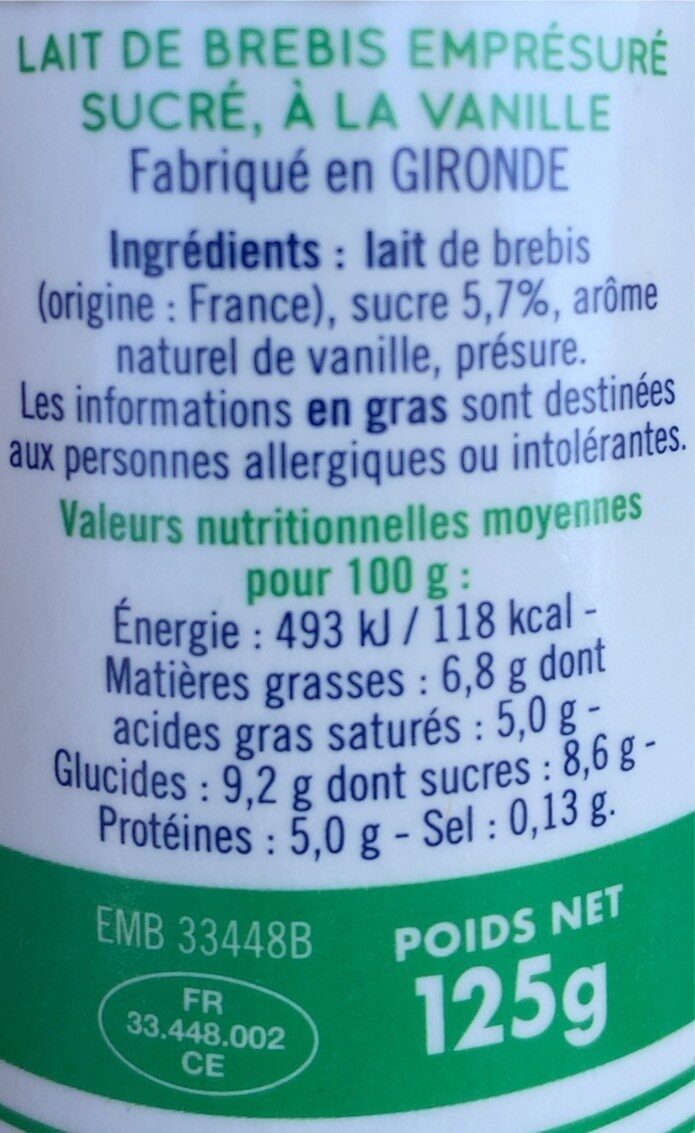 LAIT DE BREBIS EMPRÉSURÉ
SUCRÉ, À LA VANILLE
Fabriqué en GIRONDE
Ingrédients : lait de brebis
(origine : France), sucre 5,7%, arôme
naturel de vanille, présure.
Les informations en gras sont destinées
aux personnes allergiques ou intolérantes.
Valeurs nutritionnelles moyennes
pour 100 g :
Énergie : 493 kJ / 118 kcal -
Matières grasses : 6,8 g dont
acides gras saturés : 5,0 g -
Glucides : 9,2 g dont sucres : 8,6 g -
Protéines : 5,0 g - Sel : 0,13 g.
EMB 33448B
FR
33.448.002
CE
POIDS NET
125g